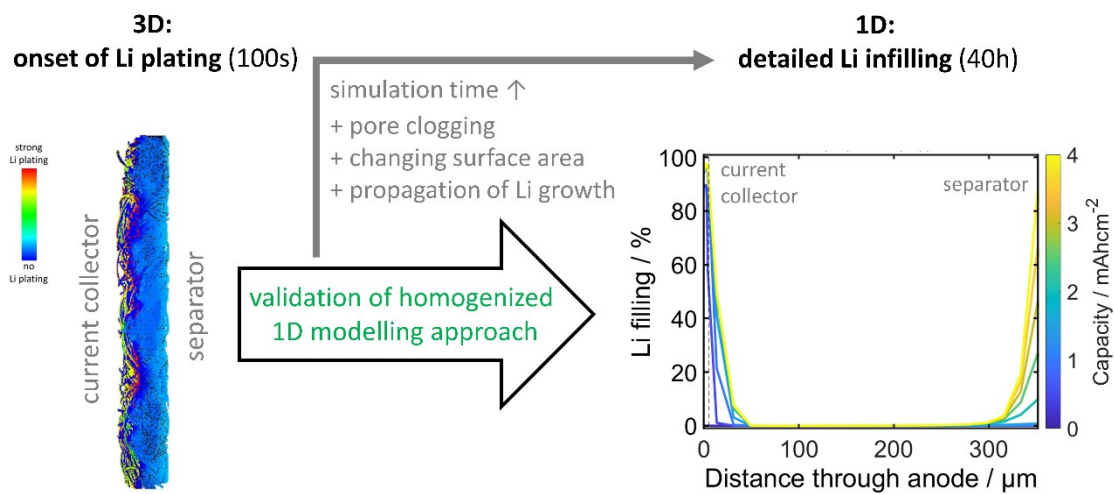 3D:
onset of Li plating (100s)
1D:
detailed Li infilling (40h)
simulation time ↑
+ pore clogging
+ changing surface area
+ propagation of Li growth
strong
Li plating
no
Li plating
current collector
separator
validation of homogenized
1D modelling approach
Li filling / %
100
80
60
40
20
0
current
collector
separator
0
100
200
300
Distance through anode / µm
4
3
2
1
0
Capacity / mAhcm⁻²